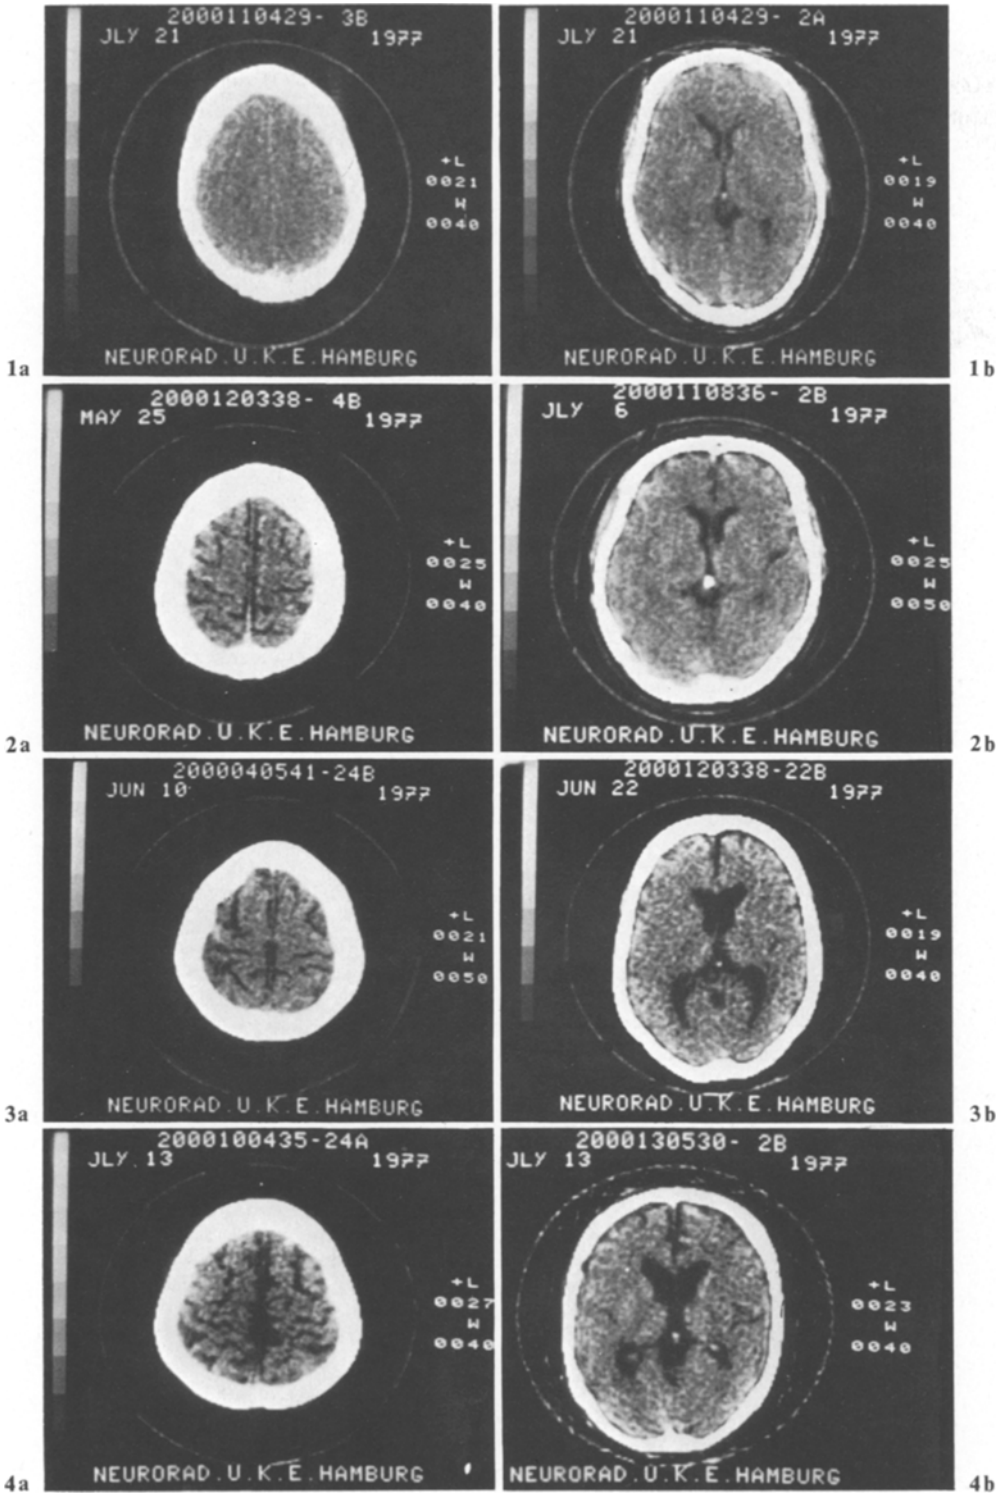 2000110429- 3B
JLY 21 1977
+L
0021
W
0040
NEURORAD.U.K.E.HAMBURG
1a
2000110429- 2A
JLY 21 1977
+L
0019
W
0040
NEURORAD.U.K.E.HAMBURG
1b
2000120338- 4B
MAY 25 1977
+L
0025
W
0040
NEURORAD.U.K.E.HAMBURG
2a
2000110836- 2B
JLY 6 1977
+L
0025
W
0050
NEURORAD.U.K.E.HAMBURG
2b
2000040541-24B
JUN 10 1977
+L
0021
W
0050
NEURORAD.U.K.E.HAMBURG
3a
2000120338-22B
JUN 22 1977
+L
0019
W
0040
NEURORAD.U.K.E.HAMBURG
3b
2000100435-24A
JLY 13 1977
+L
0027
W
0040
NEURORAD.U.K.E.HAMBURG
4a
2000130530- 2B
JLY 13 1977
+L
0023
W
0040
NEURORAD.U.K.E.HAMBURG
4b